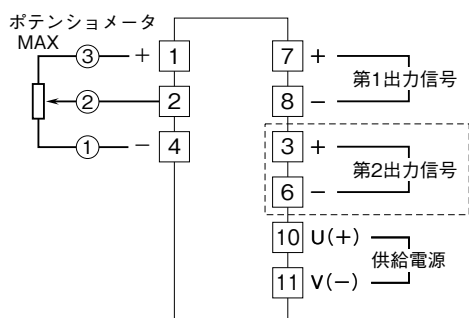 ポテンショメータ
MAX
③ + 1
② 2
① − 4
7 +
8 −
第1出力信号
3 +
6 −
第2出力信号
10 U(+)
11 V(−)
供給電源